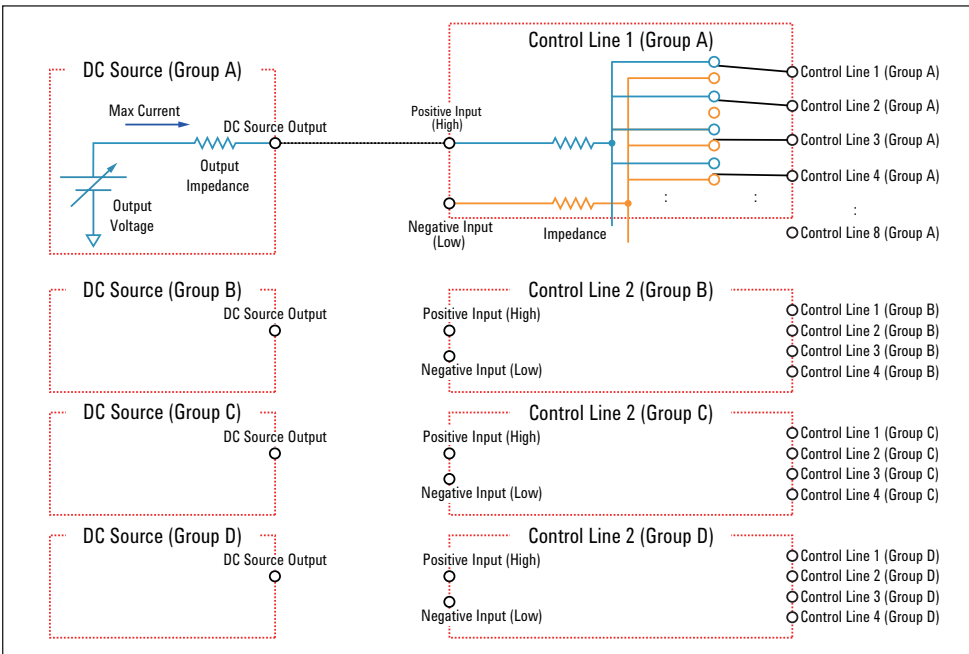 Control Line 1 (Group A)
DC Source (Group A)
Max Current
DC Source Output
Output
Impedance
Output
Voltage
Positive Input
(High)
Negative Input
(Low)
Impedance
:
:
:
Control Line 1 (Group A)
Control Line 2 (Group A)
Control Line 3 (Group A)
Control Line 4 (Group A)
Control Line 8 (Group A)
DC Source (Group B)
DC Source Output
Control Line 2 (Group B)
Positive Input (High)
Negative Input (Low)
Control Line 1 (Group B)
Control Line 2 (Group B)
Control Line 3 (Group B)
Control Line 4 (Group B)
DC Source (Group C)
DC Source Output
Control Line 2 (Group C)
Positive Input (High)
Negative Input (Low)
Control Line 1 (Group C)
Control Line 2 (Group C)
Control Line 3 (Group C)
Control Line 4 (Group C)
DC Source (Group D)
DC Source Output
Control Line 2 (Group D)
Positive Input (High)
Negative Input (Low)
Control Line 1 (Group D)
Control Line 2 (Group D)
Control Line 3 (Group D)
Control Line 4 (Group D)